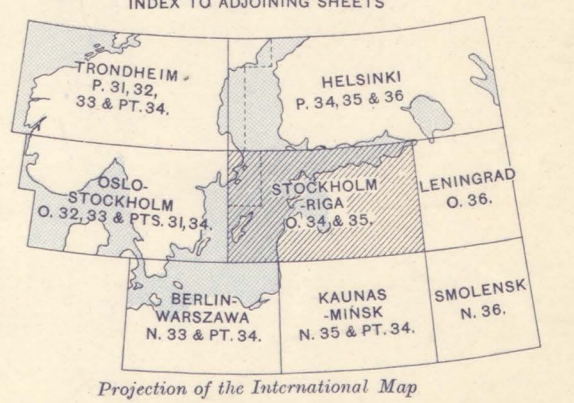 INDEX TO ADJOINING SHEETS
TRONDHEIM
P. 31, 32,
33 & PT. 34.
HELSINKI
P. 34, 35 & 36
OSLO-
STOCKHOLM
O. 32, 33 & PTS. 31, 34.
STOCKHOLM
-RIGA
O. 34 & 35.
LENINGRAD
O. 36.
BERLIN-
WARSZAWA
N. 33 & PT. 34.
KAUNAS
-MIŃSK
N. 35 & PT. 34.
SMOLENSK
N. 36.
Projection of the International Map